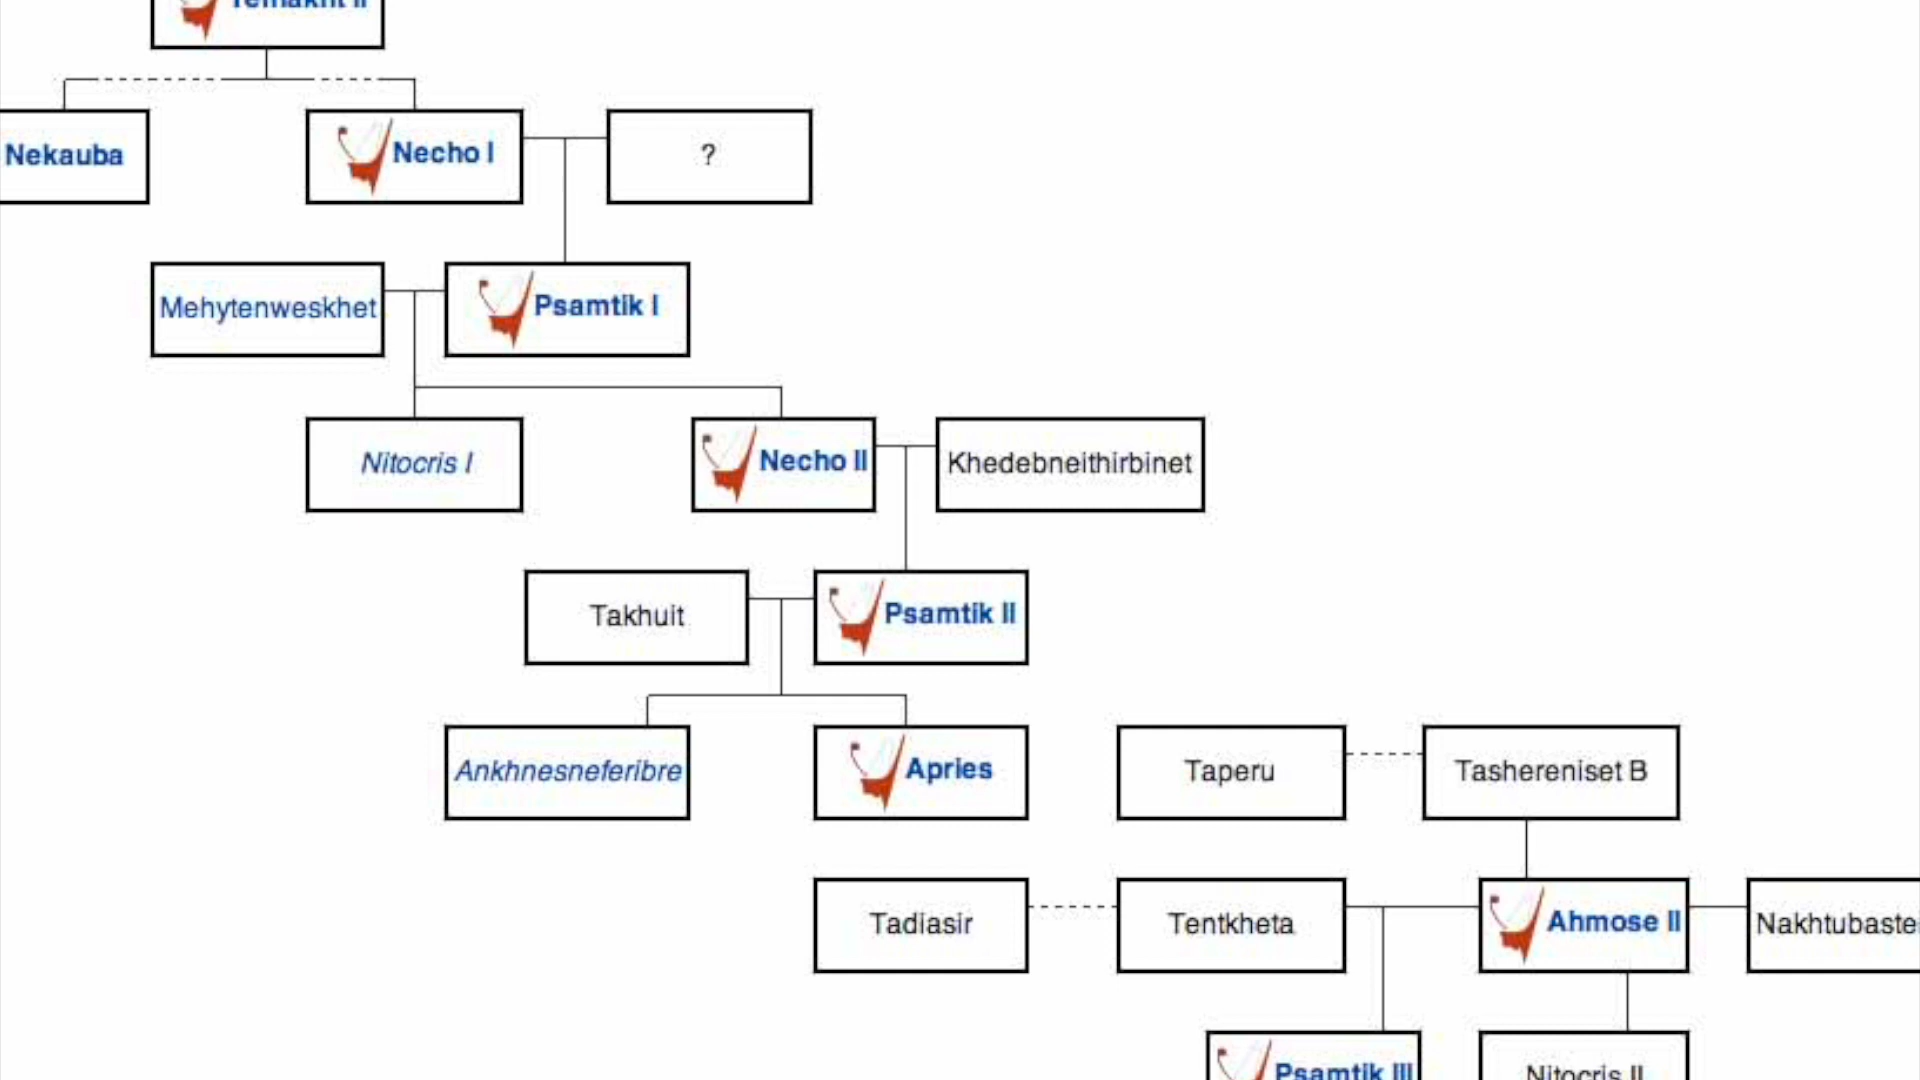 Nekauba
Necho I
?
Mehytenweskhet
Psamtik I
Nitocris I
Necho II
Khedebneithirbinet
Takhuit
Psamtik II
Ankhnesneferibre
Apries
Taperu
Tashereniset B
Tadiasir
Tentkheta
Ahmose II
Psamtik III
Nitocris II